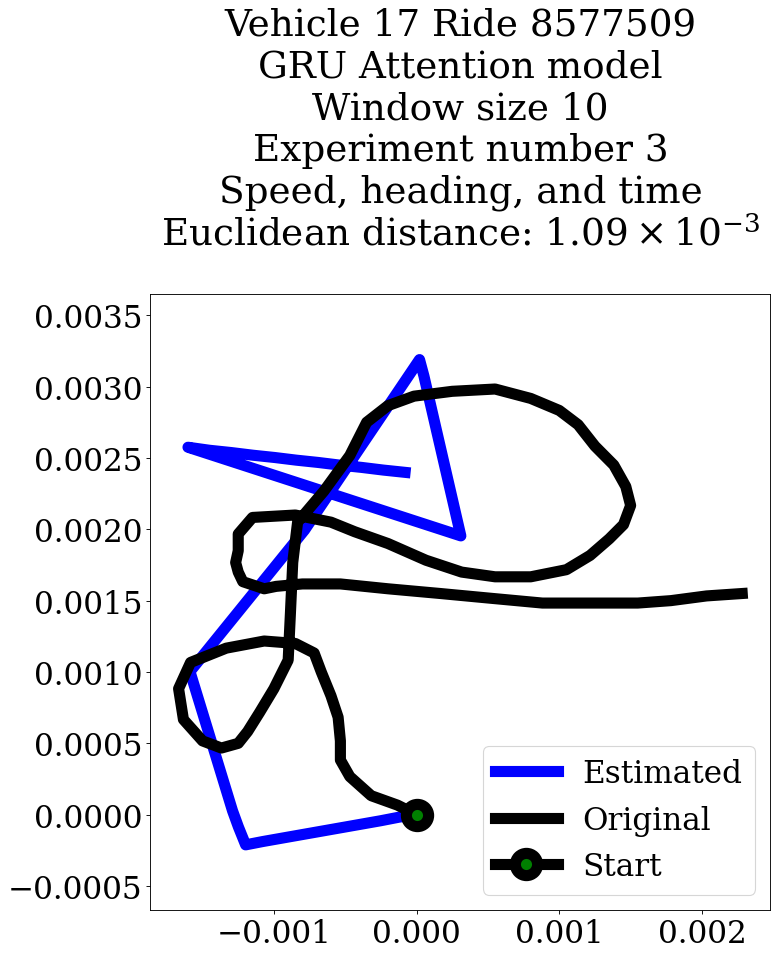 Vehicle 17 Ride 8577509
GRU Attention model
Window size 10
Experiment number 3
Speed, heading, and time
Euclidean distance: 1.09 × 10⁻³
0.0035
0.0030
0.0025
0.0020
0.0015
0.0010
0.0005
0.0000
−0.0005
Estimated
Original
Start
−0.001
0.000
0.001
0.002